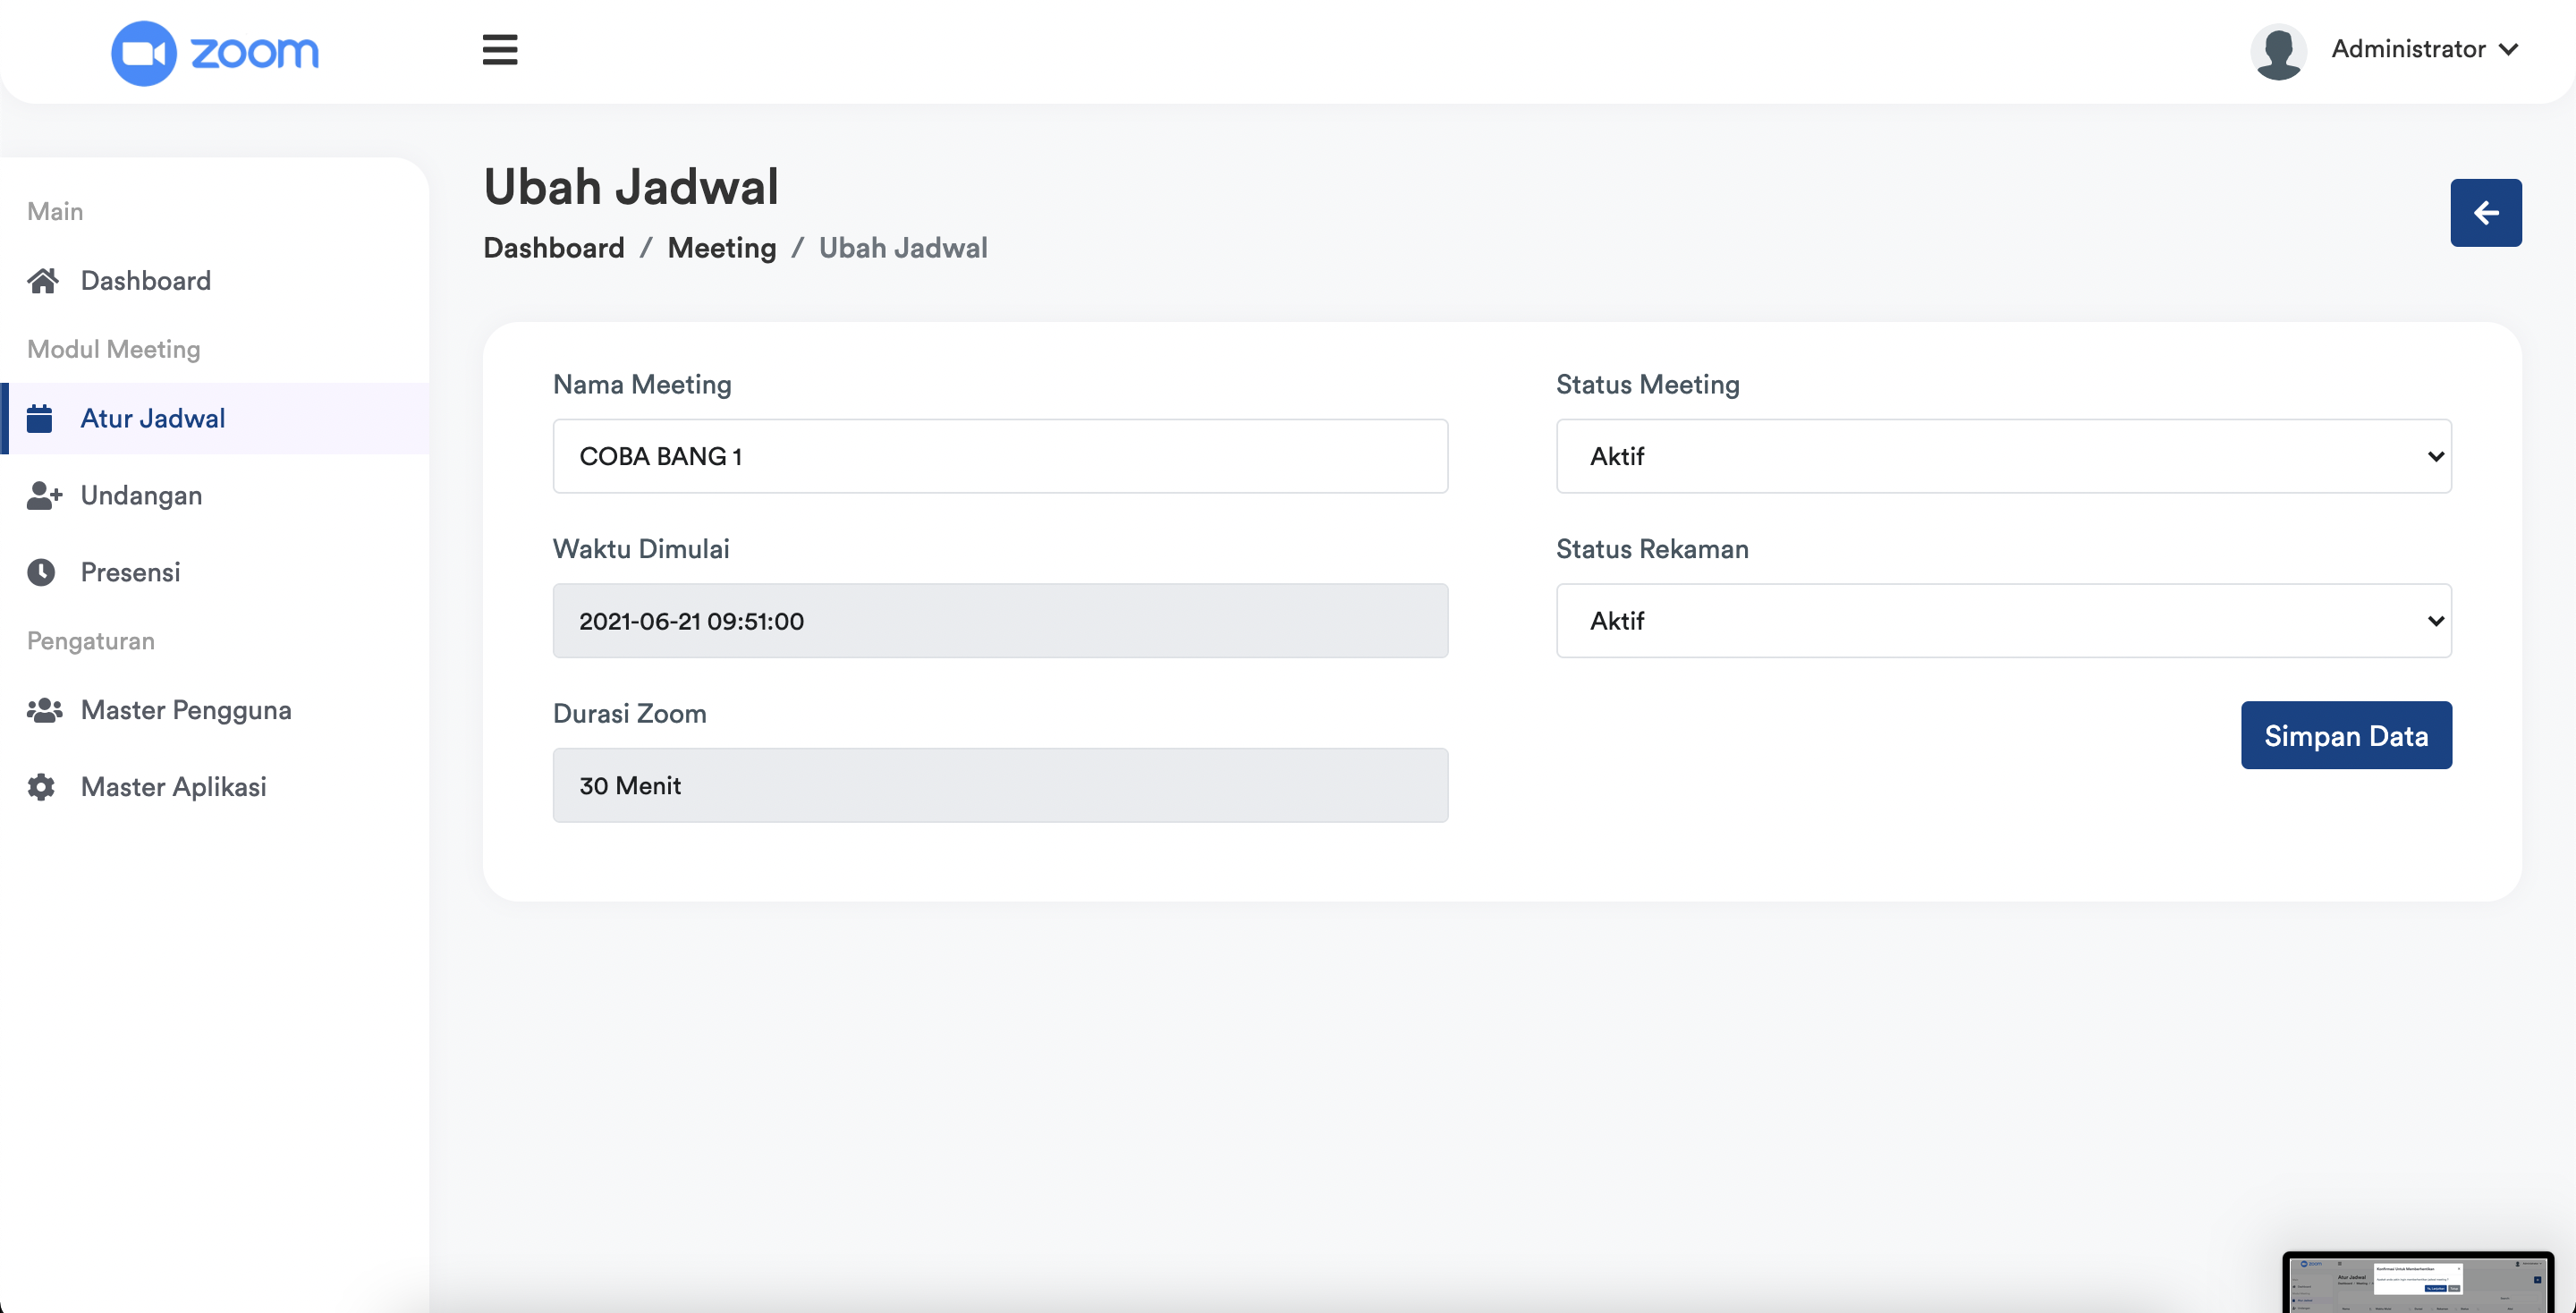 zoom
Administrator
Main
Dashboard
Modul Meeting
Atur Jadwal
Undangan
Presensi
Pengaturan
Master Pengguna
Master Aplikasi
Ubah Jadwal
Dashboard / Meeting / Ubah Jadwal
Nama Meeting
COBA BANG 1
Waktu Dimulai
2021-06-21 09:51:00
Durasi Zoom
30 Menit
Status Meeting
Aktif
Status Rekaman
Aktif
Simpan Data